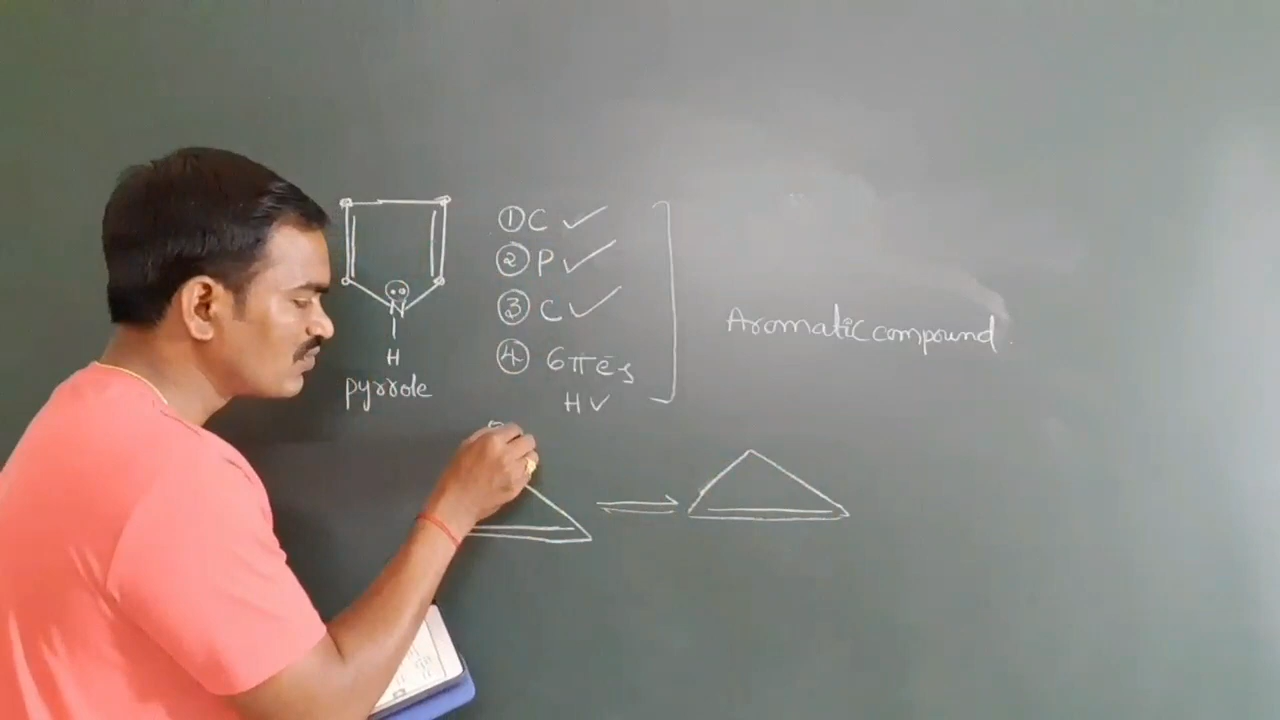 ① C ✓
② P ✓
③ C ✓
④ 6πēs
H ✓
N
H
pyrrole
Aromatic compound.